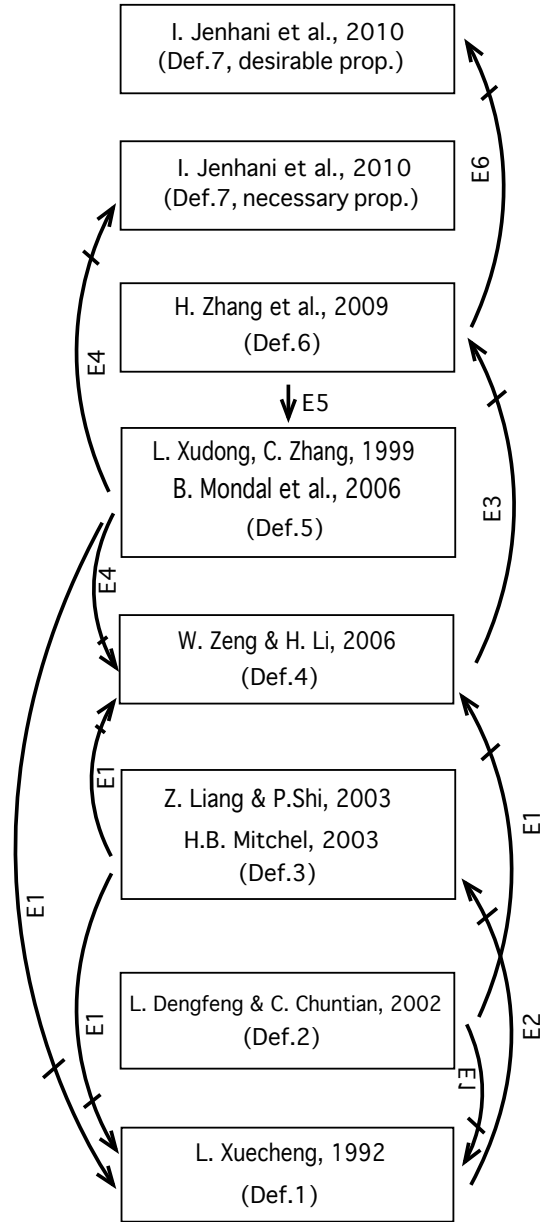 I. Jenhani et al., 2010
(Def.7, desirable prop.)
E6
I. Jenhani et al., 2010
(Def.7, necessary prop.)
H. Zhang et al., 2009
(Def.6)
E4
E5
L. Xudong, C. Zhang, 1999
B. Mondal et al., 2006
(Def.5)
E3
E4
W. Zeng & H. Li, 2006
(Def.4)
E1
Z. Liang & P.Shi, 2003
H.B. Mitchel, 2003
(Def.3)
E1
E1
E1
L. Dengfeng & C. Chuntian, 2002
(Def.2)
E2
E1
L. Xuecheng, 1992
(Def.1)